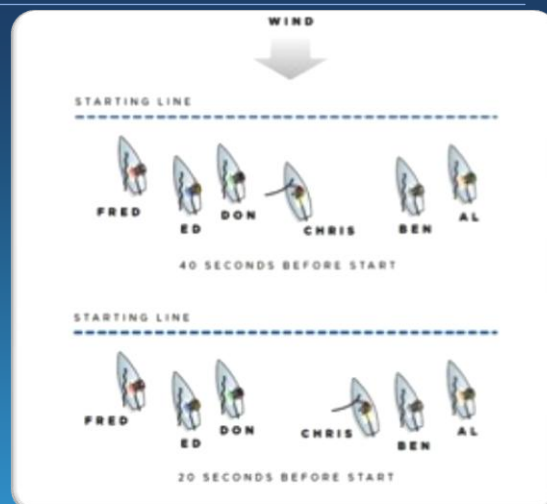 WIND
STARTING LINE
FRED
ED
DON
CHRIS
BEN
AL
40 SECONDS BEFORE START
STARTING LINE
FRED
ED
DON
CHRIS
BEN
AL
20 SECONDS BEFORE START